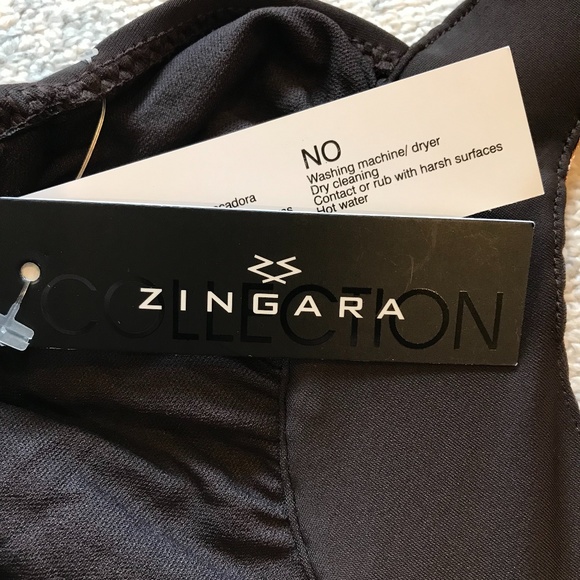 NO
Washing machine/ dryer
Dry cleaning
Contact or rub with harsh surfaces
Hot water
COLLECTION
ZINGARA